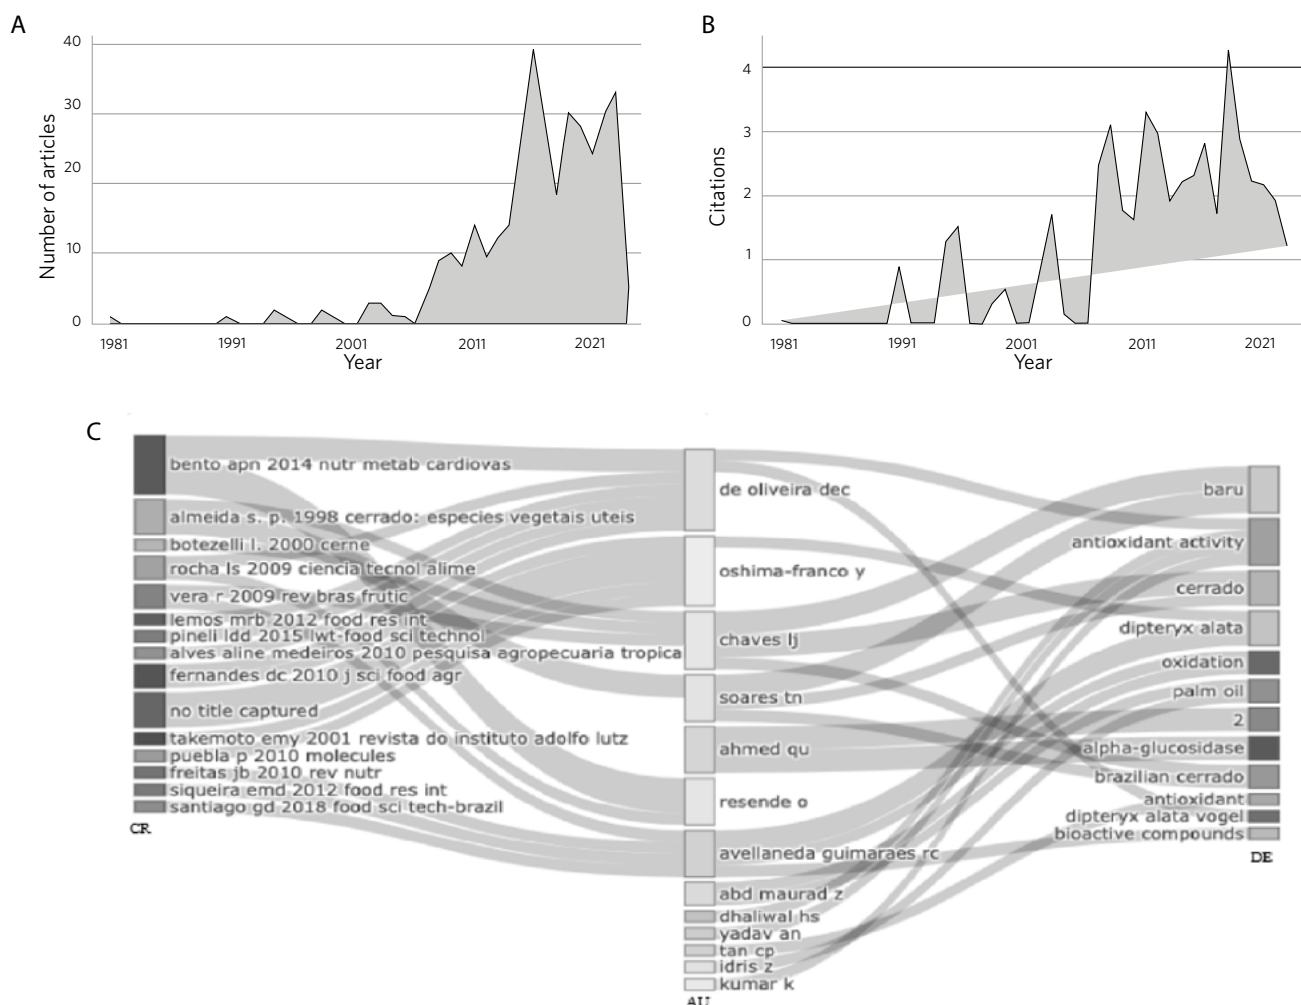 A
40
30
20
10
0
Number of articles
1981
1991
2001
2011
2021
Year
B
4
3
2
1
0
Citations
1981
1991
2001
2011
2021
Year
C
bento apn 2014 nutr metab cardiovas
almeida s. p. 1998 cerrado: especies vegetais uteis
botezelli l. 2000 cerne
rocha ls 2009 ciencia tecnol alime
vera r 2009 rev bras frutic
lemos mrb 2012 food res int
pineli ldd 2015 lwt-food sci technol
alves aline medeiros 2010 pesquisa agropecuaria tropica
fernandes dc 2010 j sci food agr
no title captured
takemoto emy 2001 revista do instituto adolfo lutz
puebla p 2010 molecules
freitas jb 2010 rev nutr
siqueira emd 2012 food res int
santiago gd 2018 food sci tech-brazil
CR
de oliveira dec
oshima-franco y
chaves lj
soares tn
ahmed qu
resende o
avellaneda guimaraes rc
abd maurad z
dhaliwal hs
yadav an
tan cp
idris z
kumar k
AU
baru
antioxidant activity
cerrado
dipteryx alata
oxidation
palm oil
2
alpha-glucosidase
brazilian cerrado
antioxidant
dipteryx alata vogel
bioactive compounds
DE